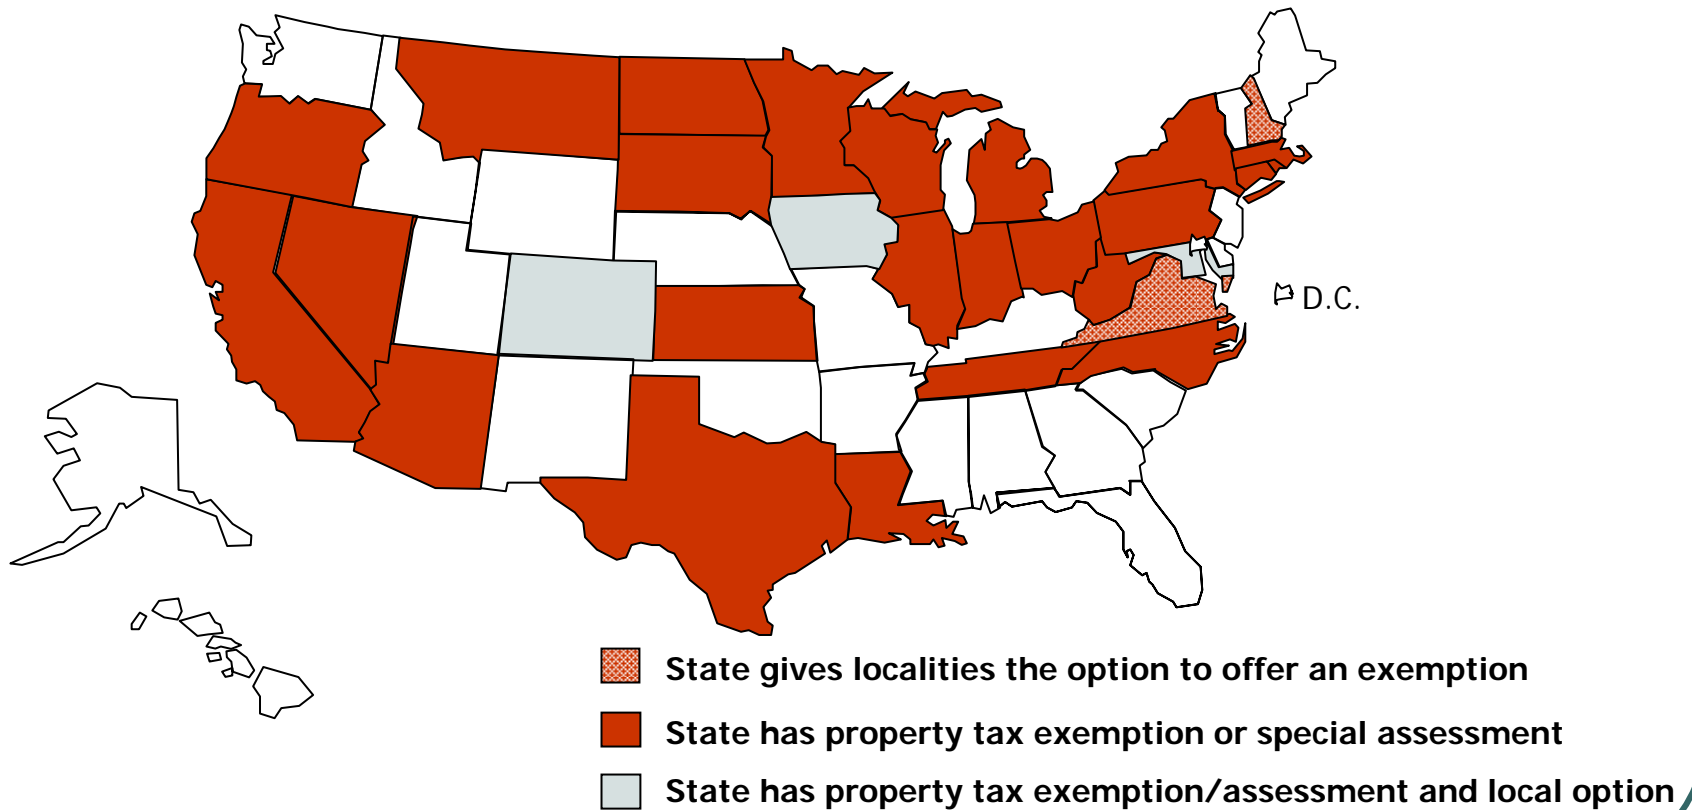 D.C.
State gives localities the option to offer an exemption
State has property tax exemption or special assessment
State has property tax exemption/assessment and local option